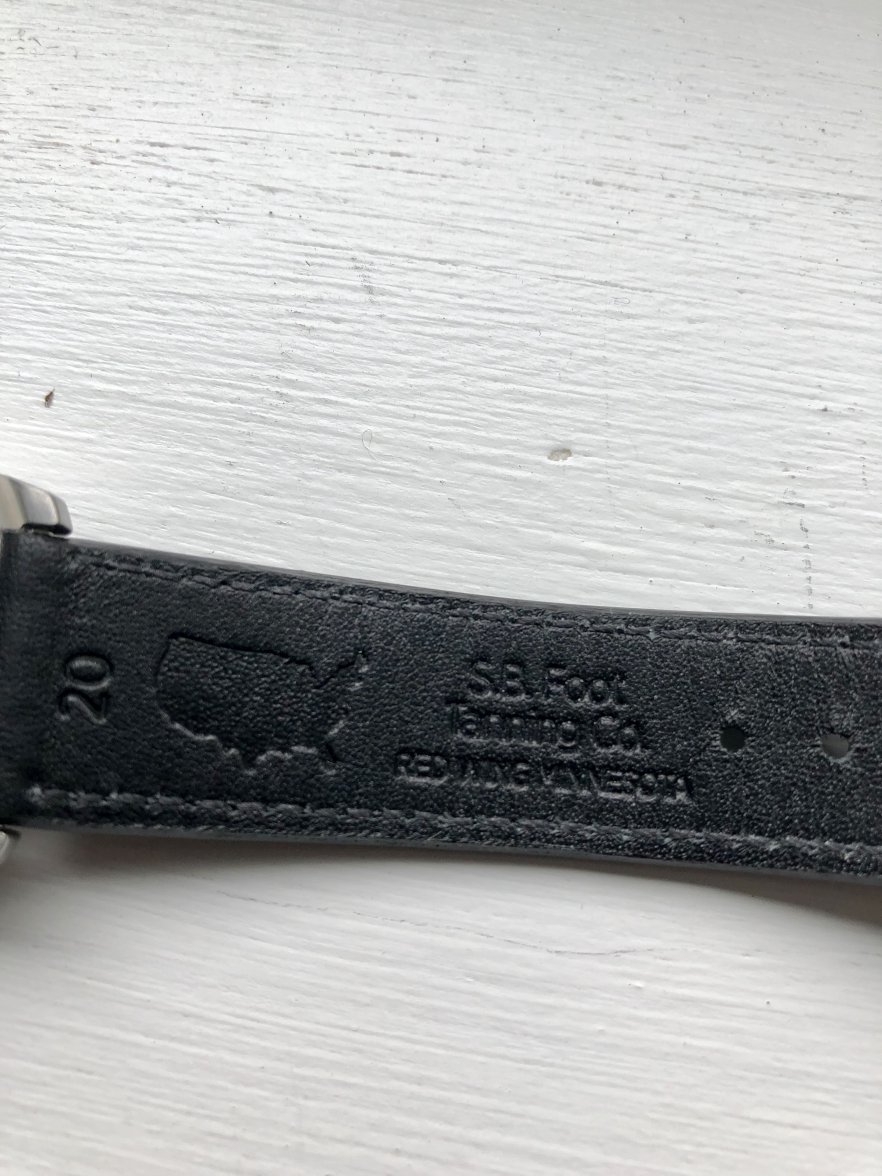 20
S.B. Foot
Tanning Co.
RED WING MINNESOTA